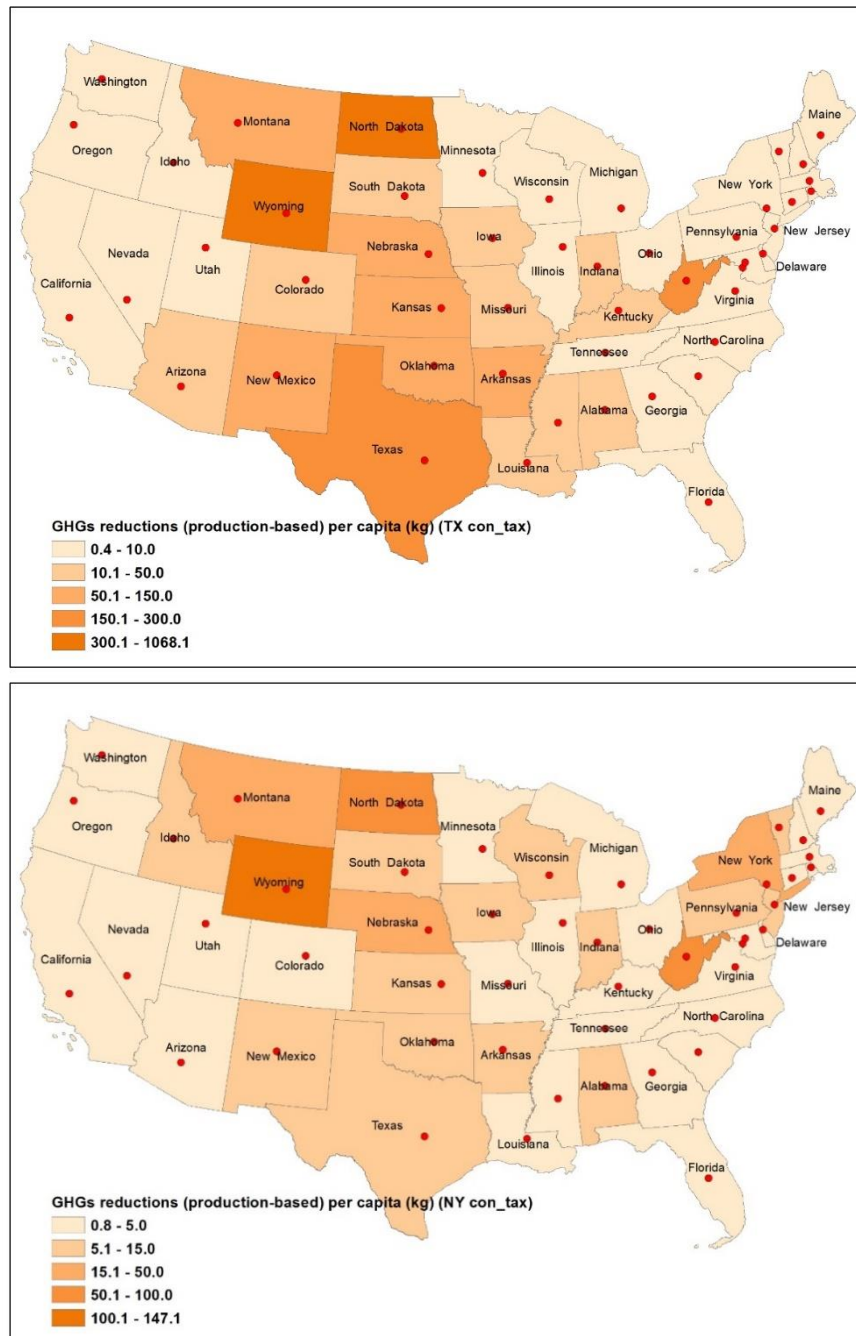 Washington
Montana
North Dakota
Minnesota
Maine
Oregon
Idaho
Wisconsin
Michigan
South Dakota
New York
Wyoming
Iowa
Pennsylvania
New Jersey
Nebraska
Nevada
Utah
Illinois
Indiana
Ohio
Delaware
California
Colorado
Kansas
Missouri
Kentucky
Virginia
North Carolina
Tennessee
Arizona
New Mexico
Oklahoma
Arkansas
Alabama
Georgia
Texas
Louisiana
Florida
GHGs reductions (production-based) per capita (kg) (TX con_tax)
0.4 - 10.0
10.1 - 50.0
50.1 - 150.0
150.1 - 300.0
300.1 - 1068.1
Washington
Montana
North Dakota
Minnesota
Maine
Oregon
Idaho
Wisconsin
Michigan
South Dakota
New York
Wyoming
Iowa
Pennsylvania
New Jersey
Nebraska
Nevada
Utah
Illinois
Indiana
Ohio
Delaware
California
Colorado
Kansas
Missouri
Kentucky
Virginia
North Carolina
Tennessee
Arizona
New Mexico
Oklahoma
Arkansas
Alabama
Georgia
Texas
Louisiana
Florida
GHGs reductions (production-based) per capita (kg) (NY con_tax)
0.8 - 5.0
5.1 - 15.0
15.1 - 50.0
50.1 - 100.0
100.1 - 147.1